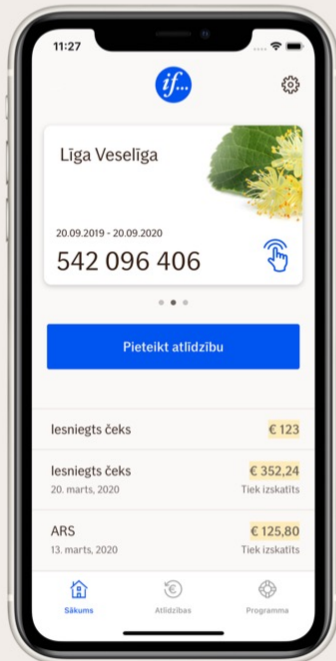 11:27
if...
Līga Veselīga
20.09.2019 - 20.09.2020
542 096 406
Pieteikt atlīdzību
Iesniegts čeks € 123
Iesniegts čeks € 352,24
20. marts, 2020 Tiek izskatīts
ARS € 125,80
13. marts, 2020 Tiek izskatīts
Sākums Atlīdzības Programma